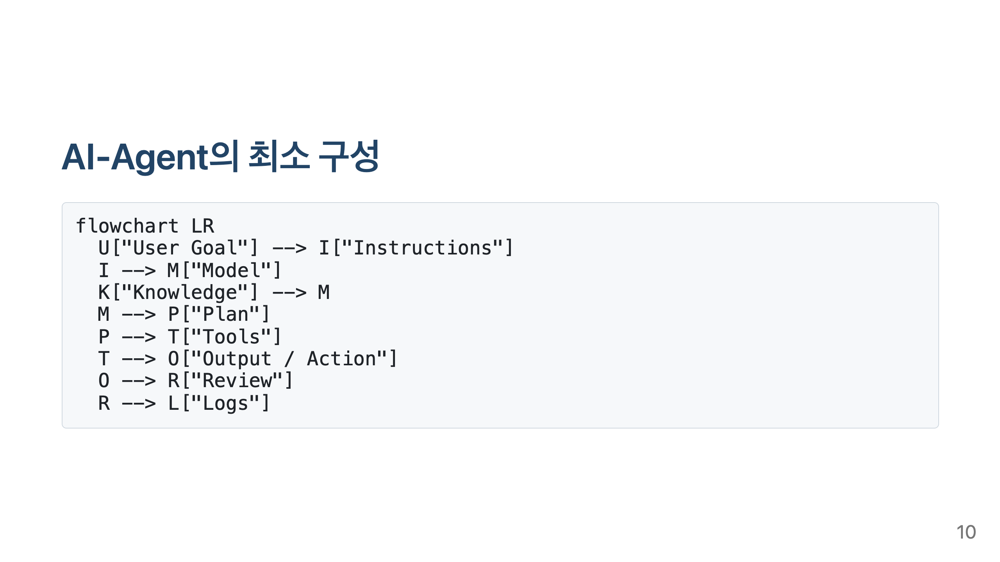 AI-Agent의 최소 구성
flowchart LR
  U["User Goal"] --> I["Instructions"]
  I --> M["Model"]
  K["Knowledge"] --> M
  M --> P["Plan"]
  P --> T["Tools"]
  T --> O["Output / Action"]
  O --> R["Review"]
  R --> L["Logs"]
10